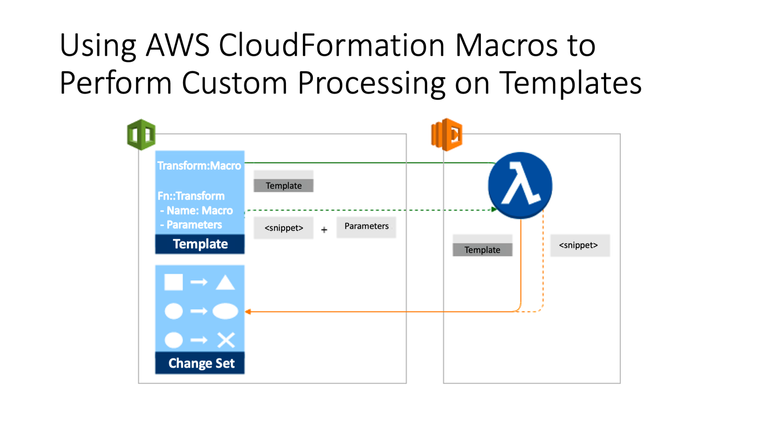 Using AWS CloudFormation Macros to
Perform Custom Processing on Templates
Transform:Macro
Fn::Transform
- Name: Macro
- Parameters
Template
Template
<snippet>
+
Parameters
Template
<snippet>
Change Set